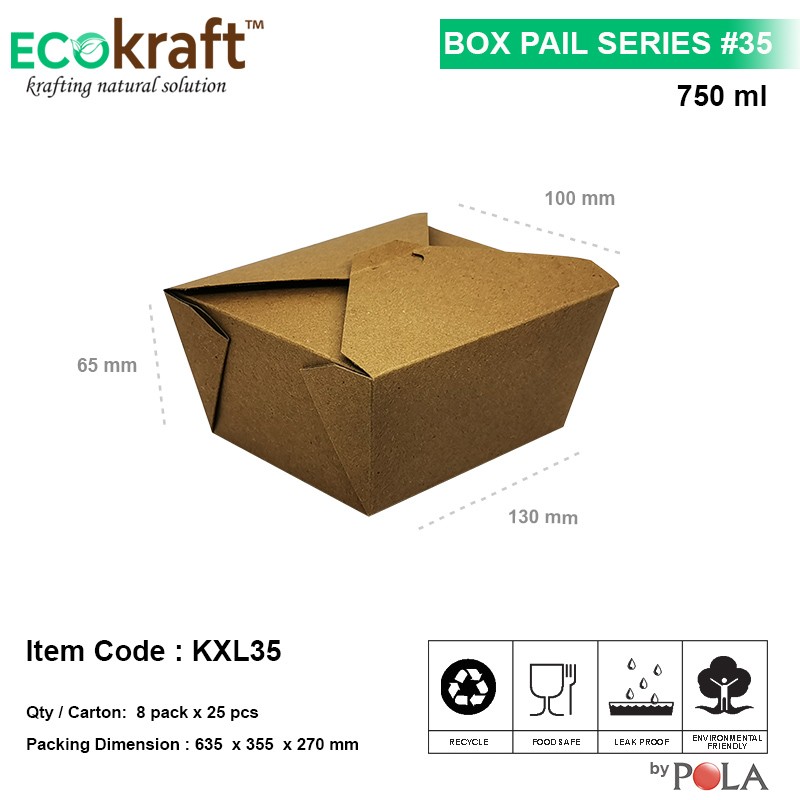 ECOkraft™
krafting natural solution
BOX PAIL SERIES #35
750 ml
100 mm
65 mm
130 mm
Item Code : KXL35
Qty / Carton: 8 pack x 25 pcs
Packing Dimension : 635 x 355 x 270 mm
RECYCLE
FOOD SAFE
LEAK PROOF
ENVIRONMENTAL
FRIENDLY
by POLA